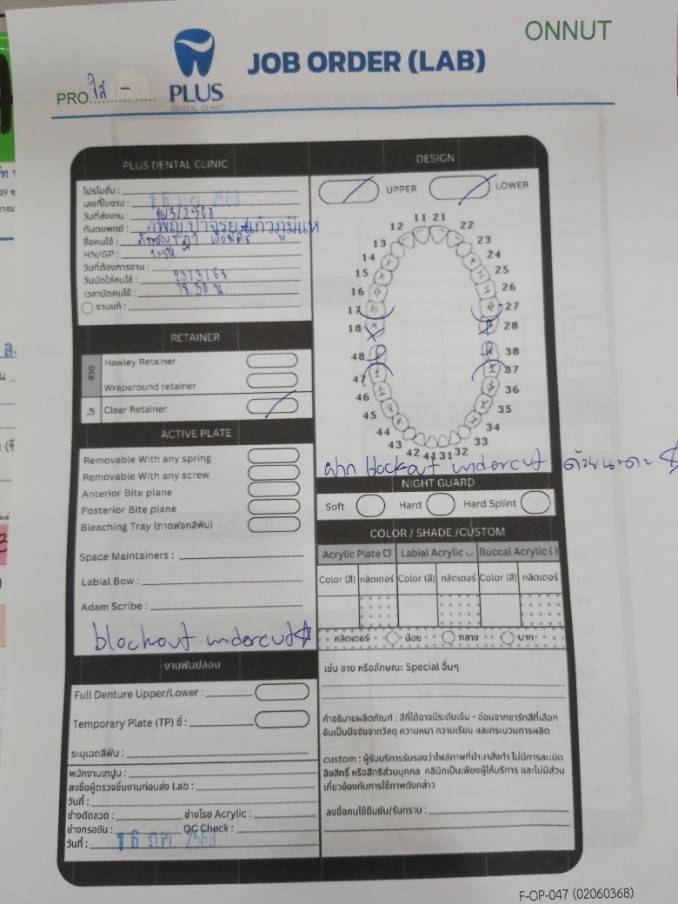 ONNUT
PLUS
DENTAL CLINIC
JOB ORDER (LAB)
PRO ใส -
PLUS DENTAL CLINIC
โปรโมชั่น :
เลขที่ใบงาน : 16 ก.ค. 2568
วันที่ส่งงาน :
ทันตแพทย์ :
ชื่อคนไข้ :
HN/GP :
วันที่ต้องการงาน :
วันนัดใส่คนไข้ :
เวลานัดคนไข้ :
งานแก้ :
DESIGN
UPPER
LOWER
11 21
12 22
13 23
14 24
15 25
16 26
17 27
18 28
48 38
47 37
46 36
45 35
44 34
43 33
42 41 31 32
ฝาก blockout undercut ด้วยนะคะ
RETAINER
ลวด
Hawley Retainer
Wraparound retainer
ใส
Clear Retainer
ACTIVE PLATE
Removable With any spring
Removable With any screw
Anterior Bite plane
Posterior Bite plane
Bleaching Tray (ถาดฟอกสีฟัน)
Space Maintainers :
Labial Bow :
Adam Scribe :
blockout undercut
NIGHT GUARD
Soft
Hard
Hard Splint
COLOR / SHADE /CUSTOM
Acrylic Plate
Labial Acrylic
Buccal Acrylic ( )
Color (สี) กลิตเตอร์ Color (สี) กลิตเตอร์ Color (สี) กลิตเตอร์
กลิตเตอร์ น้อย กลาง มาก
เช่น ลาย หรือลักษณะ Special อื่นๆ
งานฟันปลอม
Full Denture Upper/Lower :
Temporary Plate (TP) ซี่ :
ระบุเฉดสีฟัน :
พนักงานเทปูน :
ลงชื่อผู้ตรวจชิ้นงานก่อนส่ง Lab :
วันที่ :
ช่างดัดลวด :
ช่างโรย Acrylic :
ช่างกรอขัด :
QC Check :
วันที่ : 16 ก.ค. 2568
คำอธิบายผลิตภัณฑ์ : สีที่ได้อาจมีระดับเข้ม - อ่อนจากชาร์ทสีที่เลือก
อันเป็นปัจจัยจากวัสดุ ความหนา ความเรียบ และกระบวนการผลิต
custom : ผู้รับบริการรับรองว่าไฟล์ภาพที่นำมาสั่งทำ ไม่มีการละเมิด
ลิขสิทธิ์ หรือสิทธิส่วนบุคคล คลินิกเป็นเพียงผู้ให้บริการ และไม่มีส่วน
เกี่ยวข้องกับการใช้ภาพดังกล่าว
ลงชื่อคนไข้ยืนยัน/รับทราบ :
F-OP-047 (02060368)